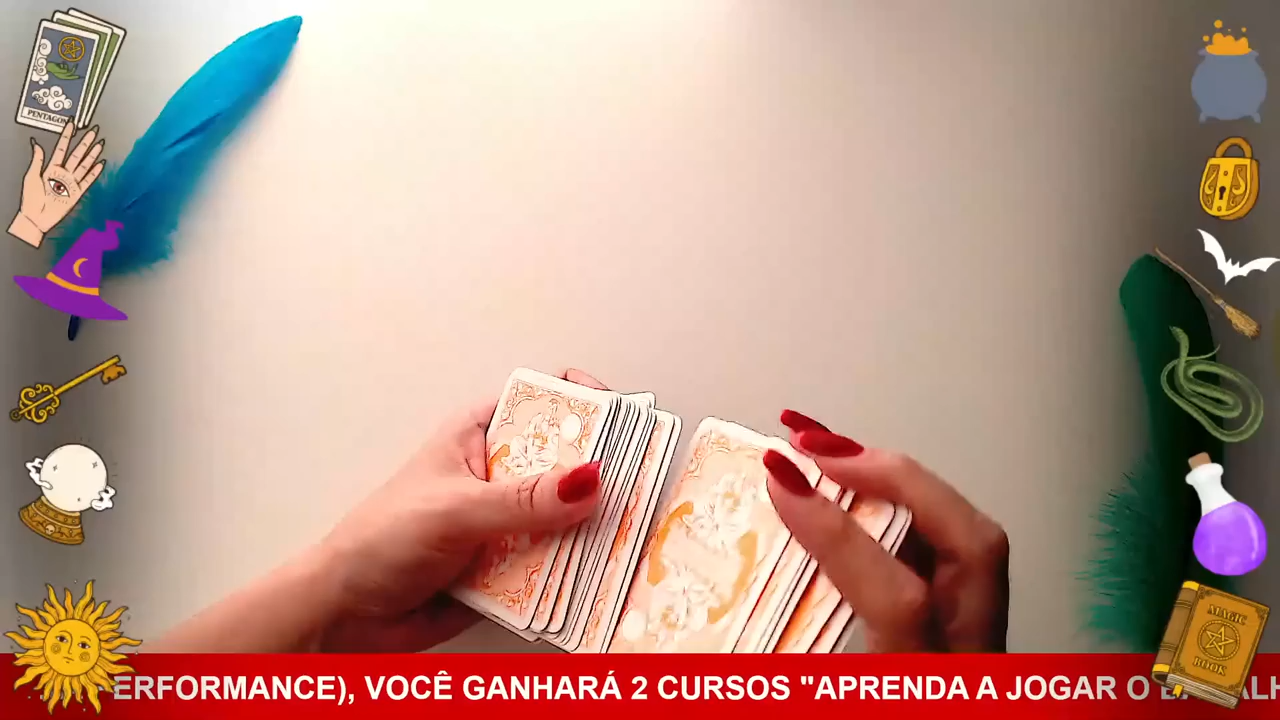 PENTAGON
ERFORMANCE), VOCÊ GANHARÁ 2 CURSOS "APRENDA A JOGAR O
MAGIC
BOOK